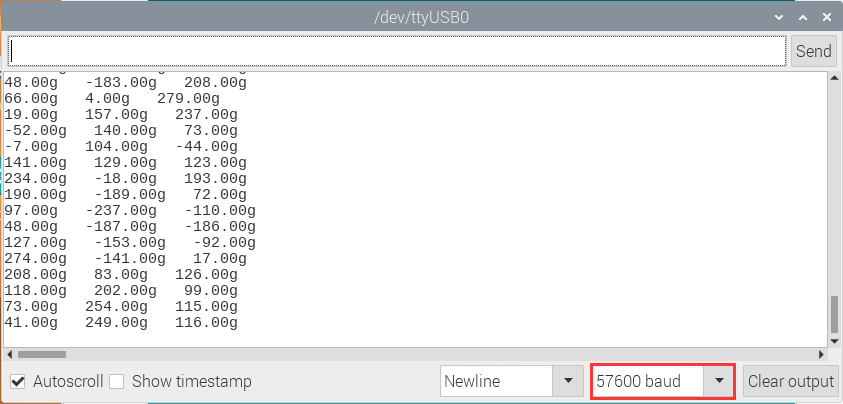 /dev/ttyUSB0
Send
48.00g   -183.00g   208.00g
66.00g   4.00g   279.00g
19.00g   157.00g   237.00g
-52.00g   140.00g   73.00g
-7.00g   104.00g   -44.00g
141.00g   129.00g   123.00g
234.00g   -18.00g   193.00g
190.00g   -189.00g   72.00g
97.00g   -237.00g   -110.00g
48.00g   -187.00g   -186.00g
127.00g   -153.00g   -92.00g
274.00g   -141.00g   17.00g
208.00g   83.00g   126.00g
118.00g   202.00g   99.00g
73.00g   254.00g   115.00g
41.00g   249.00g   116.00g
Autoscroll Show timestamp Newline 57600 baud Clear output